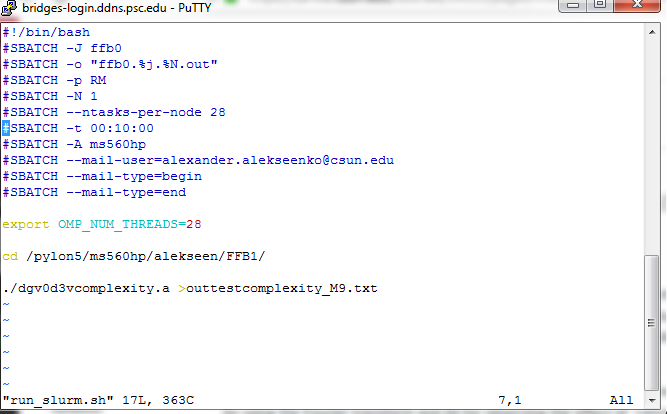 bridges-login.ddns.psc.edu - PuTTY
#!/bin/bash
#SBATCH -J ffb0
#SBATCH -o "ffb0.%j.%N.out"
#SBATCH -p RM
#SBATCH -N 1
#SBATCH --ntasks-per-node 28
#SBATCH -t 00:10:00
#SBATCH -A ms560hp
#SBATCH --mail-user=alexander.alekseenko@csun.edu
#SBATCH --mail-type=begin
#SBATCH --mail-type=end
export OMP_NUM_THREADS=28
cd /pylon5/ms560hp/alekseen/FFB1/
./dgv0d3vcomplexity.a >outtestcomplexity_M9.txt
~
~
~
~
~
~
"run_slurm.sh" 17L, 363C 7,1 All